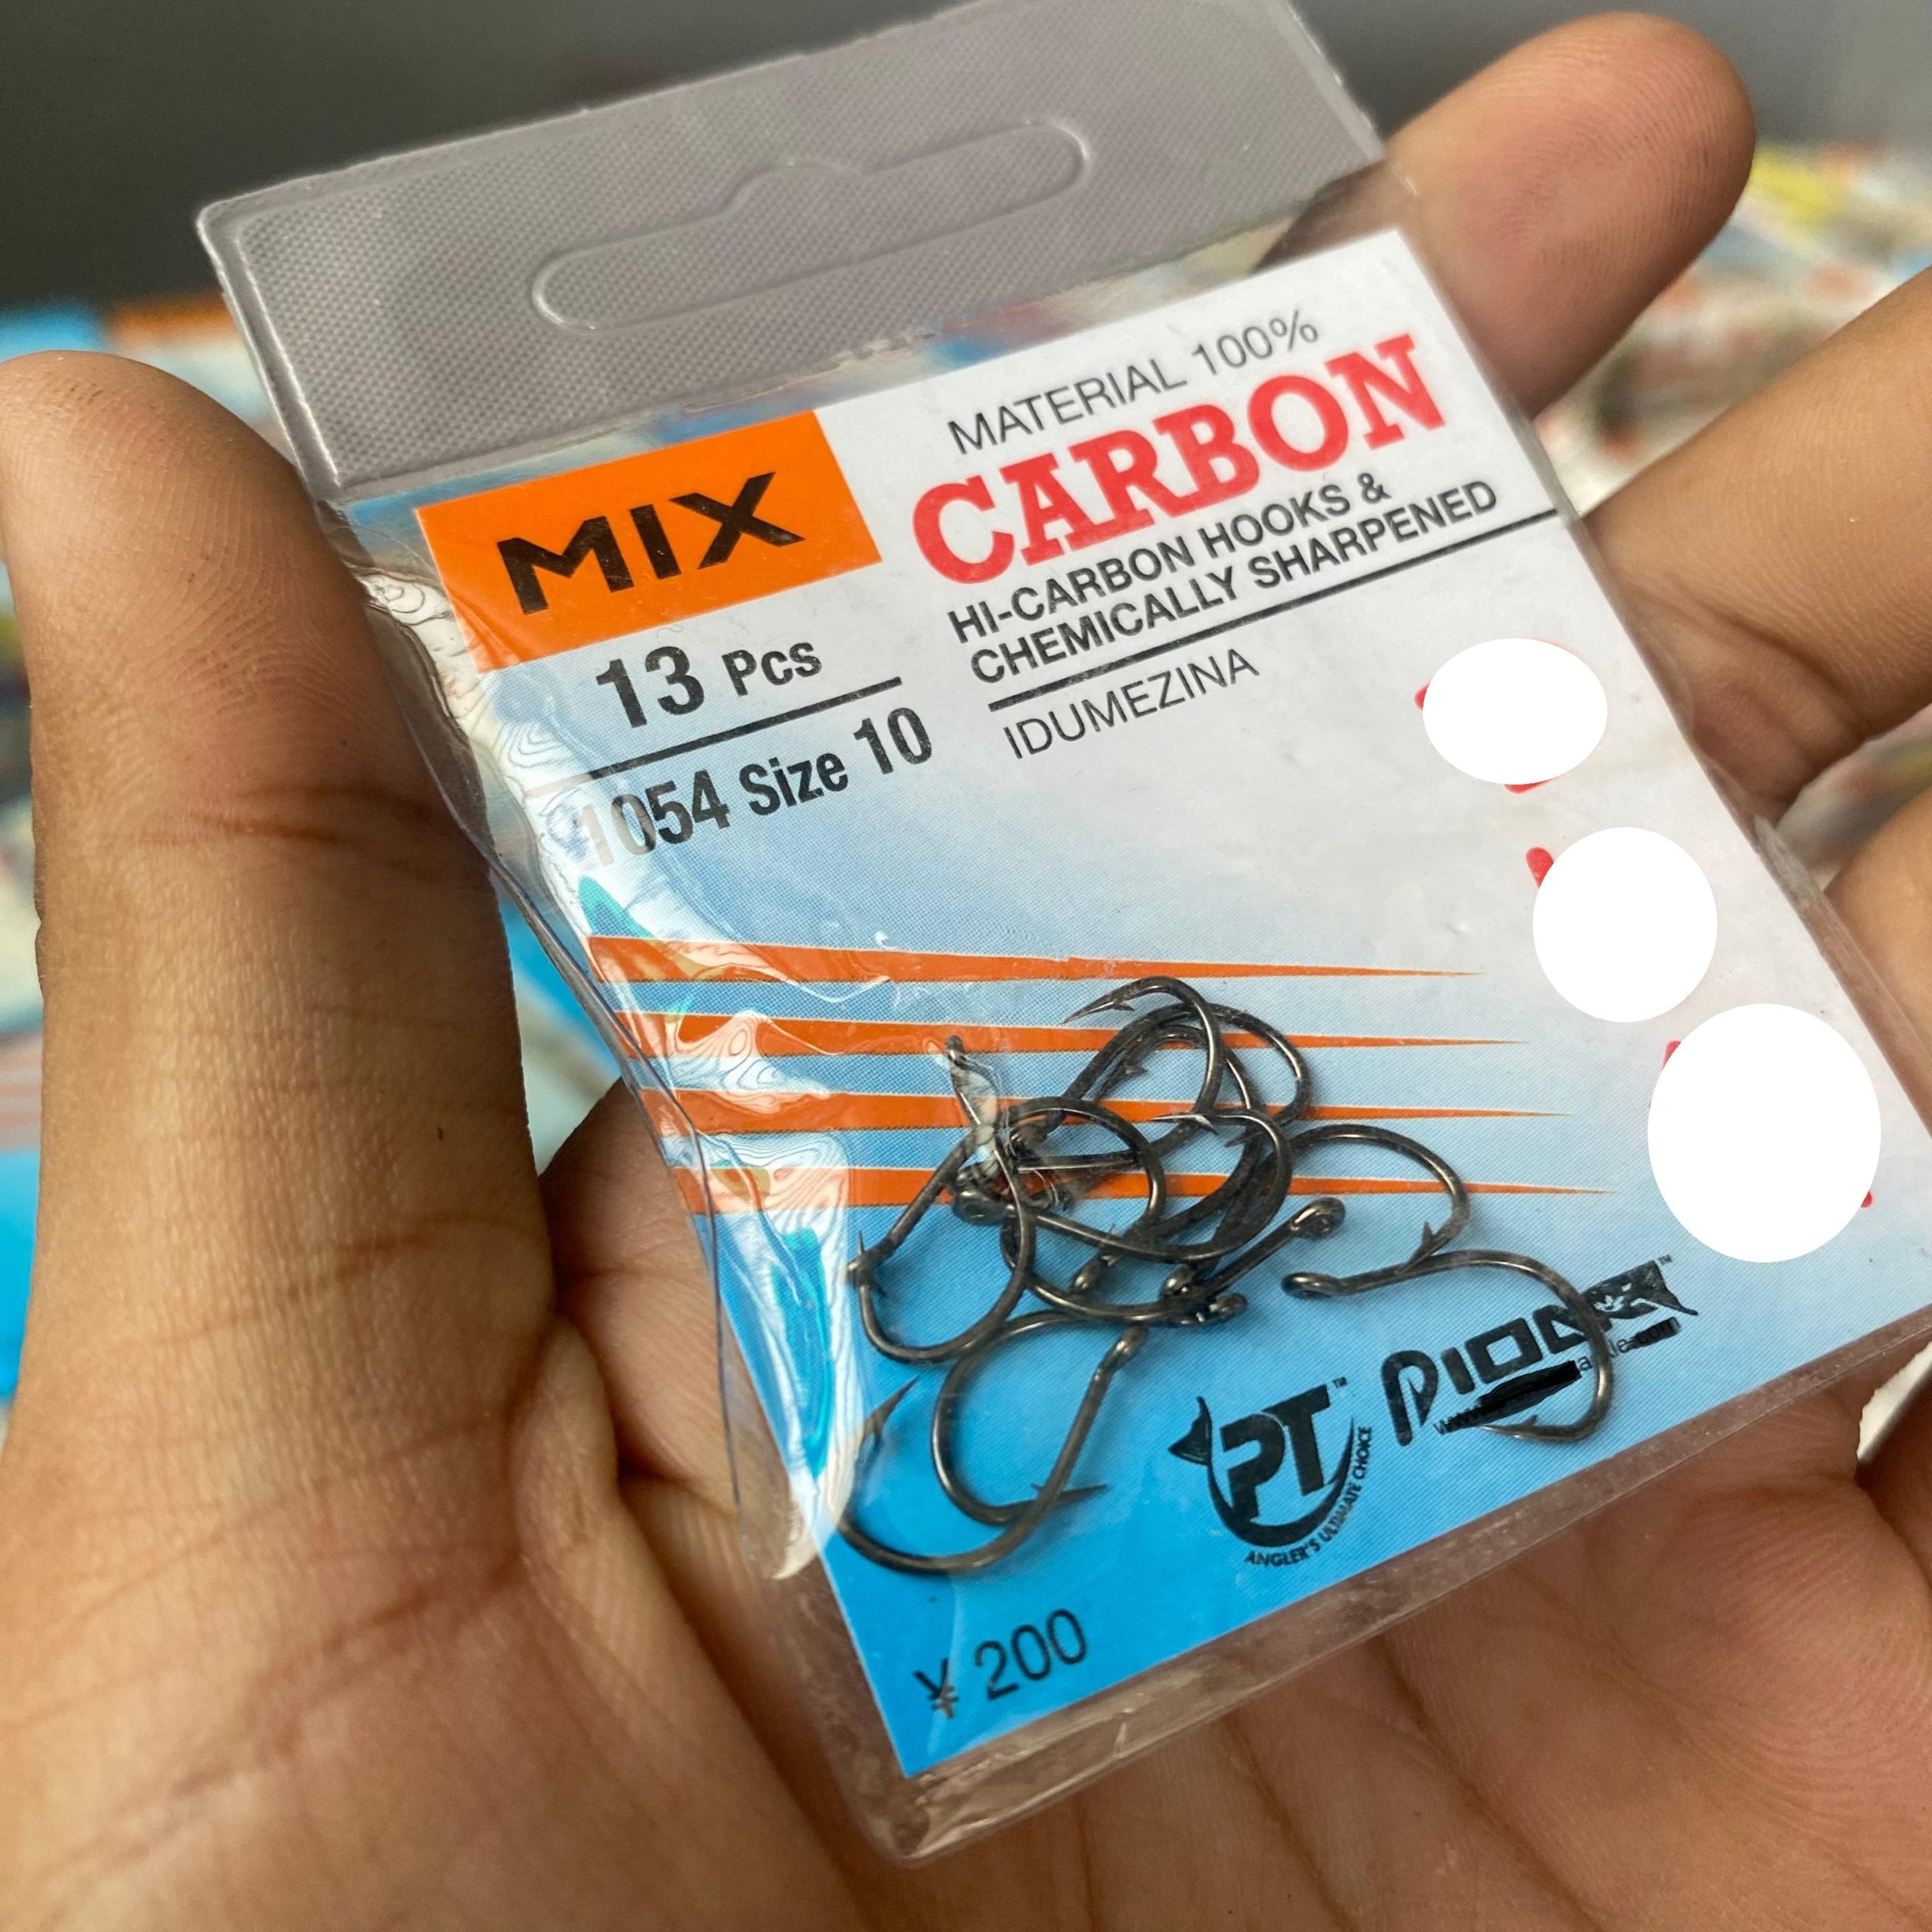 MIX
MATERIAL 100%
CARBON
HI-CARBON HOOKS &
CHEMICALLY SHARPENED
IDUMEZINA
13 Pcs
1054 Size 10
PT™
ANGLER'S ULTIMATE CHOICE
¥ 200